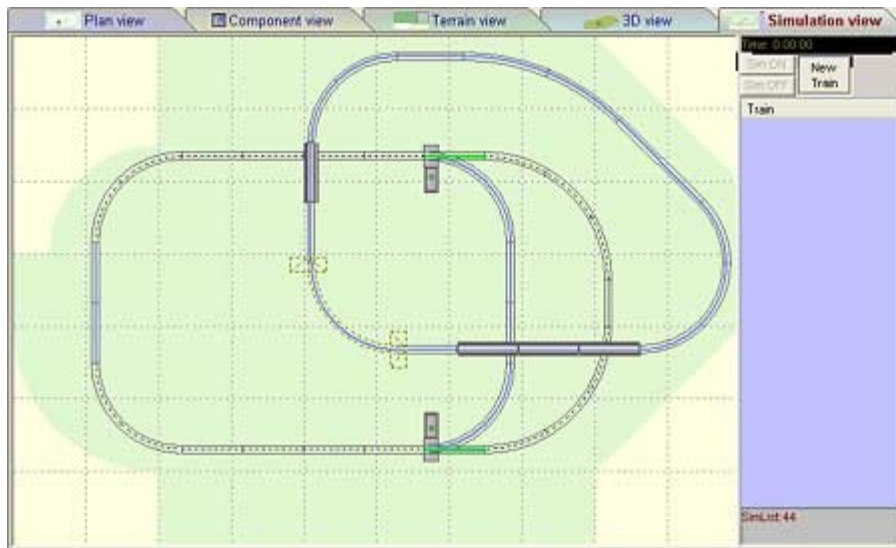 Plan view
Component view
Terrain view
3D view
Simulation view
Time: 0:00:00
Sim ON
New
Train
Sim OFF
Train
SimList:44